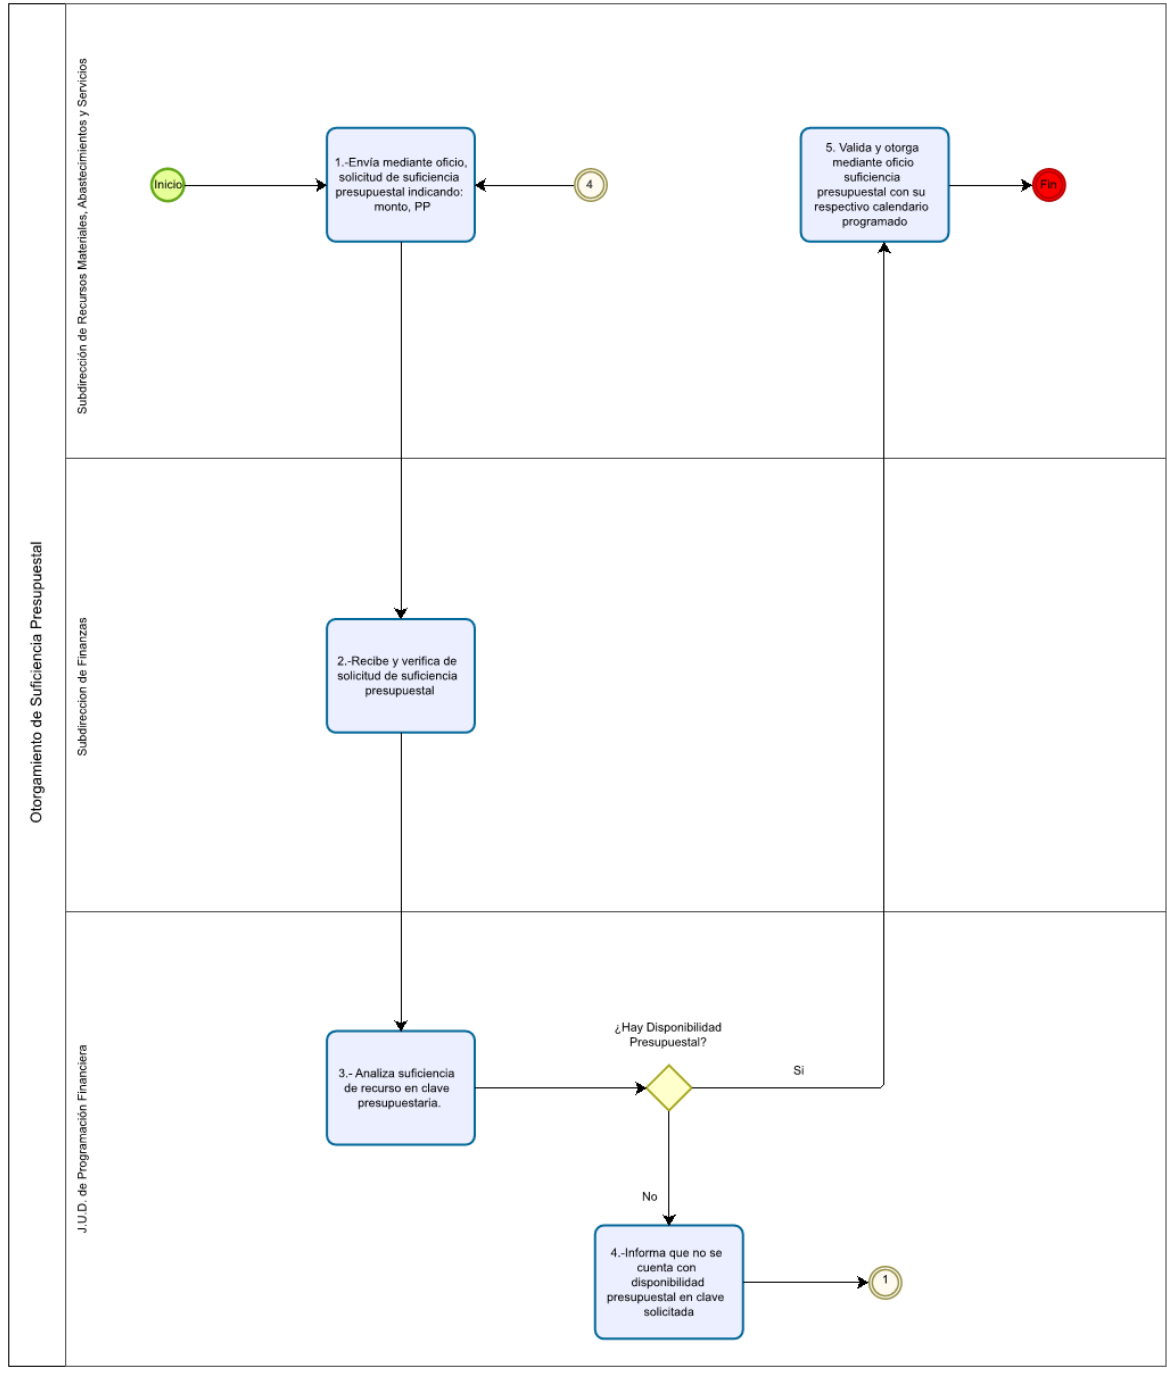 Otorgamiento de Suficiencia Presupuestal
Subdirección de Recursos Materiales, Abastecimientos y Servicios
Inicio
1.-Envía mediante oficio,
solicitud de suficiencia
presupuestal indicando:
monto, PP
4
5. Valida y otorga
mediante oficio
suficiencia
presupuestal con su
respectivo calendario
programado
Fin
Subdireccion de Finanzas
2.-Recibe y verifica de
solicitud de suficiencia
presupuestal
J.U.D. de Programación Financiera
3.- Analiza suficiencia
de recurso en clave
presupuestaria.
¿Hay Disponibilidad
Presupuestal?
Si
No
4.-Informa que no se
cuenta con
disponibilidad
presupuestal en clave
solicitada
1